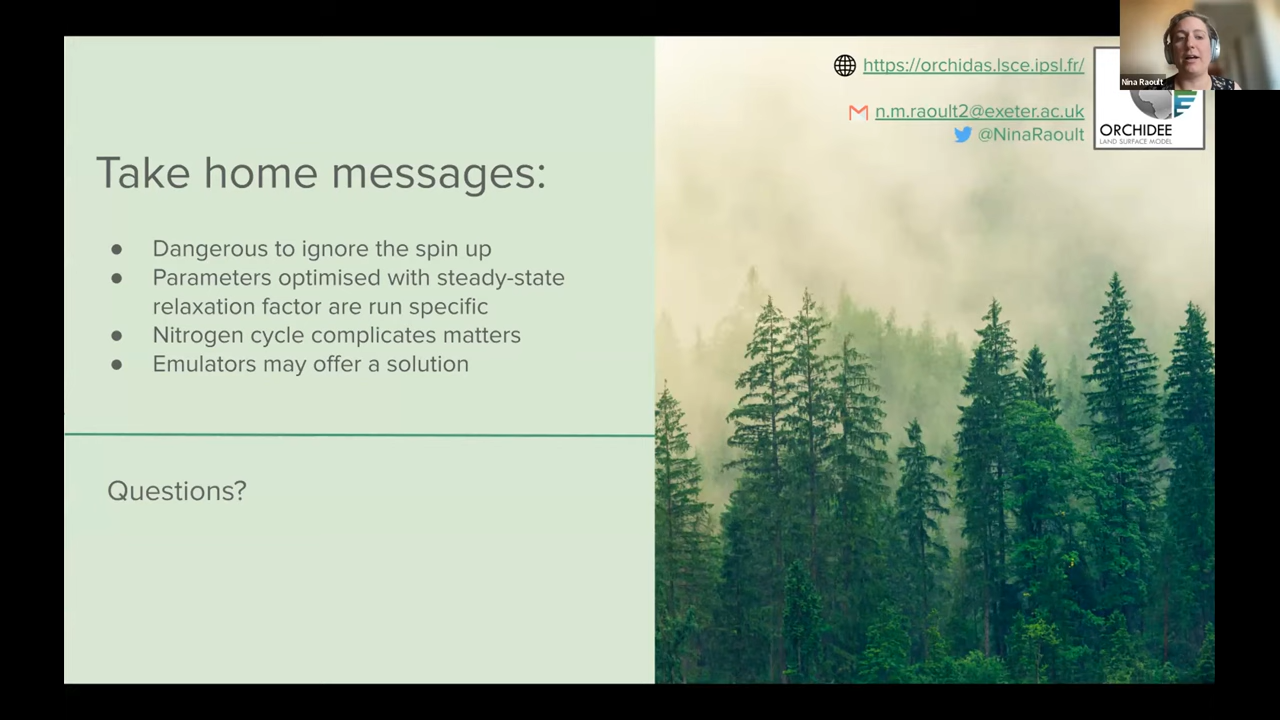 https://orchidas.lsce.ipsl.fr/
n.m.raoult2@exeter.ac.uk
@NinaRaoult
Nina Raoult
ORCHIDEE
LAND SURFACE MODEL
Take home messages:
● Dangerous to ignore the spin up
● Parameters optimised with steady-state
relaxation factor are run specific
● Nitrogen cycle complicates matters
● Emulators may offer a solution
Questions?